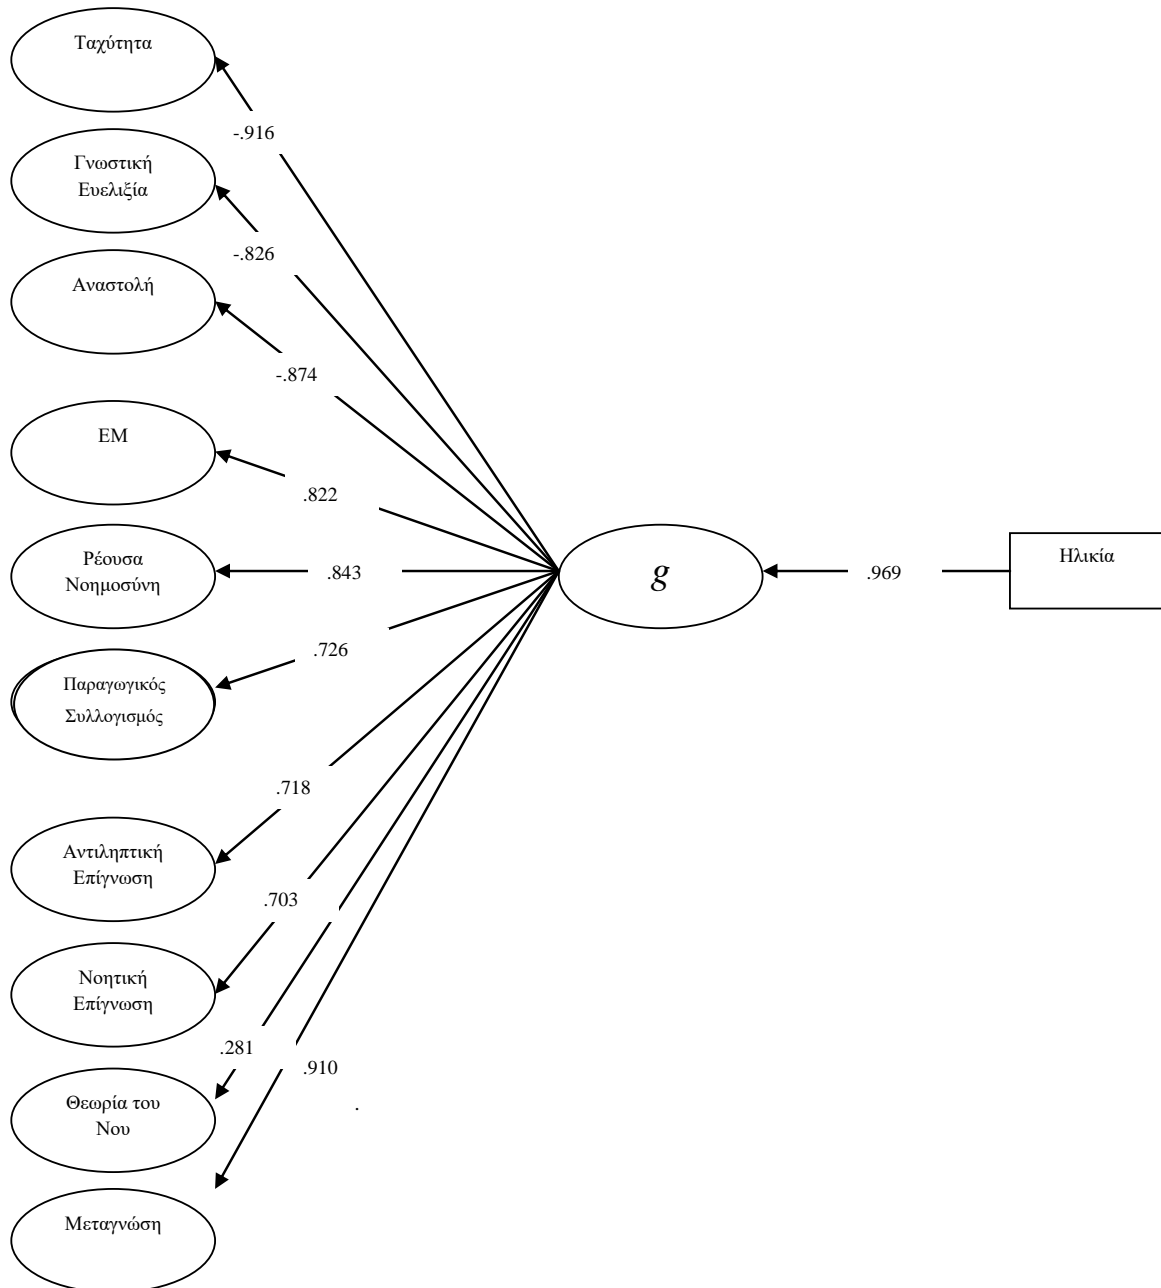 Ταχύτητα
-.916
Γνωστική
Ευελιξία
-.826
Αναστολή
-.874
ΕΜ
.822
Ρέουσα
Νοημοσύνη
.843
g
.969
Ηλικία
.726
Παραγωγικός
Συλλογισμός
.718
Αντιληπτική
Επίγνωση
.703
Νοητική
Επίγνωση
.281
.910
.
Θεωρία του
Νου
Μεταγνώση